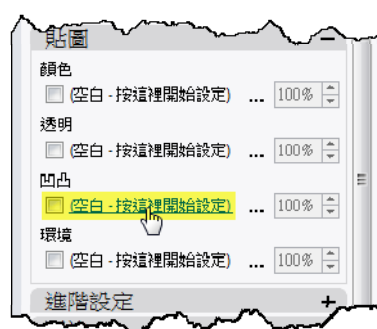 貼圖
顏色
(空白 - 按這裡開始設定) ... 100%
透明
(空白 - 按這裡開始設定) ... 100%
凹凸
(空白 - 按這裡開始設定) ... 100%
環境
(空白 - 按這裡開始設定) ... 100%
進階設定 +